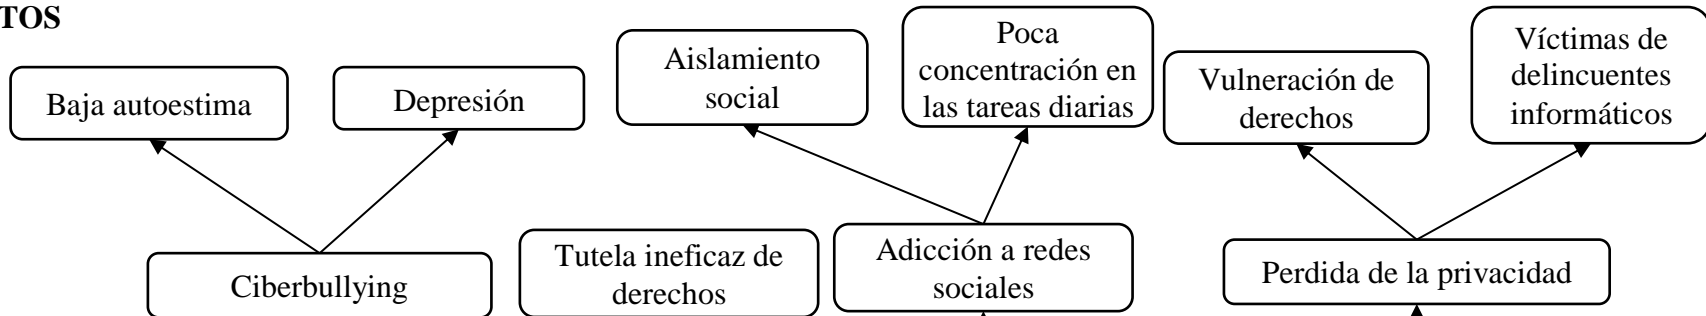 TOS
Baja autoestima
Depresión
Aislamiento
social
Poca
concentración en
las tareas diarias
Vulneración de
derechos
Víctimas de
delincuentes
informáticos
Ciberbullying
Tutela ineficaz de
derechos
Adicción a redes
sociales
Perdida de la privacidad